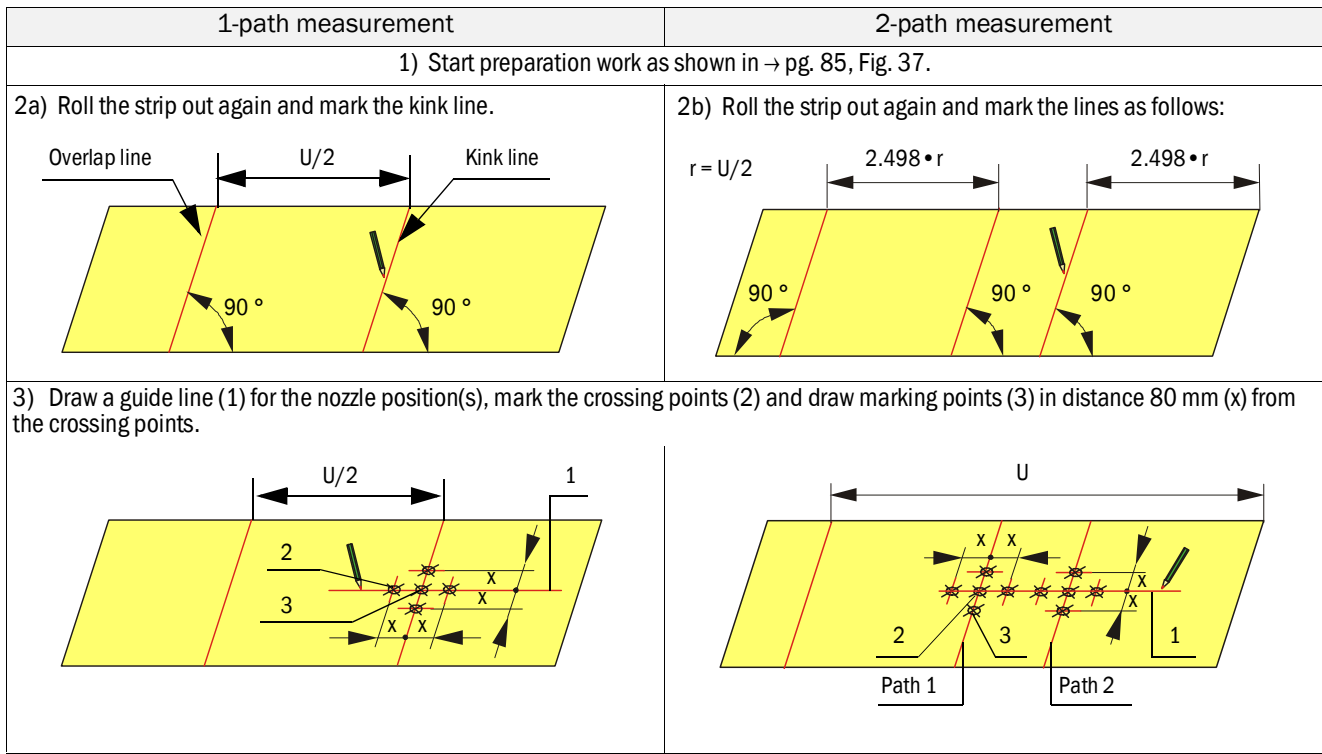 1-path measurement
2-path measurement
1) Start preparation work as shown in → pg. 85, Fig. 37.
2a) Roll the strip out again and mark the kink line.
Overlap line
U/2
Kink line
90 °
90 °
2b) Roll the strip out again and mark the lines as follows:
r = U/2
2.498 • r
2.498 • r
90 °
90 °
90 °
3) Draw a guide line (1) for the nozzle position(s), mark the crossing points (2) and draw marking points (3) in distance 80 mm (x) from
the crossing points.
U/2
1
2
3
x
x
x
x
U
x
x
x
x
2
3
1
Path 1
Path 2